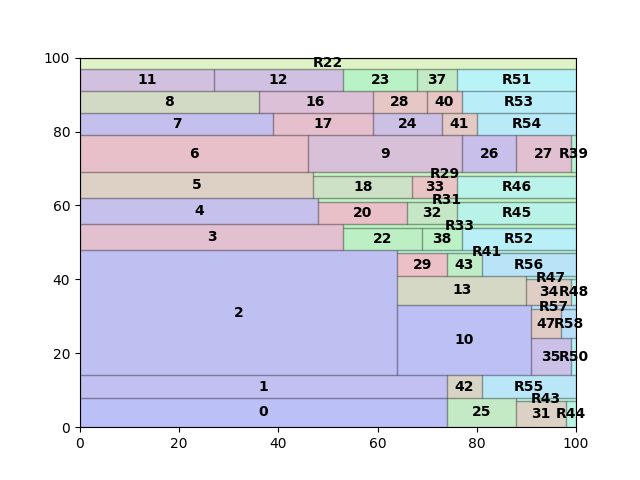 100
R22
11 12 23 37 R51
8 16 28 40 R53
80
7 17 24 41 R54
6 9 26 27 R39
R29
5 18 33 R46
60
R31
4 20 32 R45
R33
3 22 38 R52
R41
29 43 R56
40
R47
13 34 R48
R57
2 10 47 R58
20
35 R50
1 42 R55
R43
0 25 31 R44
0
0 20 40 60 80 100